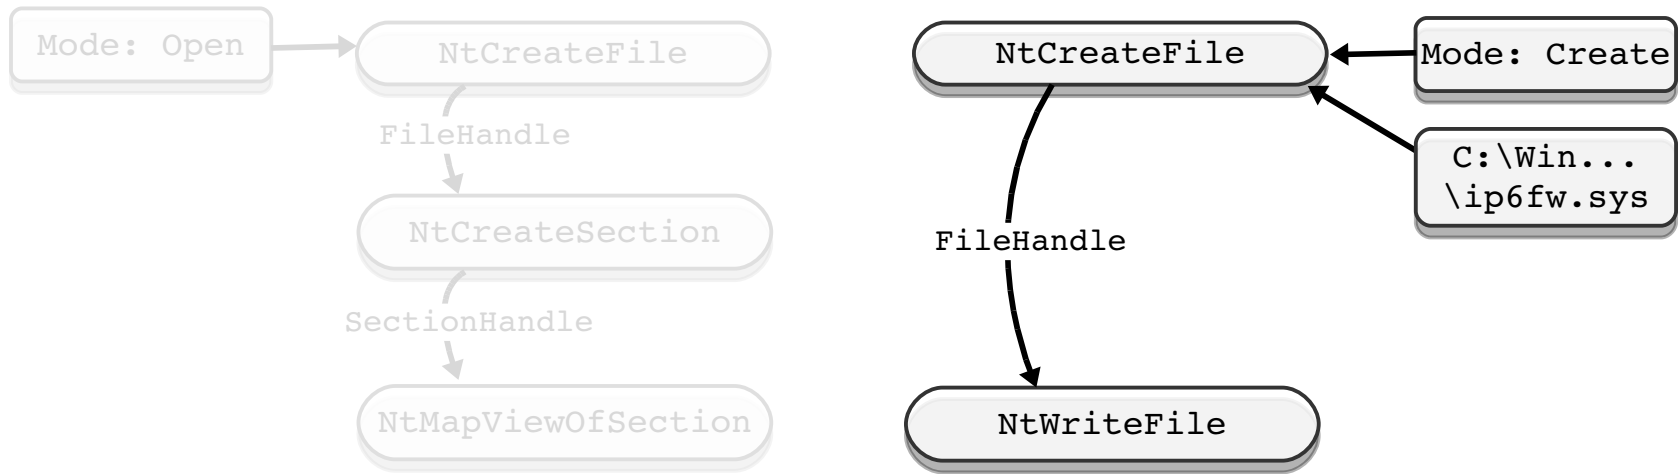 Mode: Open
NtCreateFile
FileHandle
NtCreateSection
SectionHandle
NtMapViewOfSection
NtCreateFile
Mode: Create
C:\Win...
\ip6fw.sys
FileHandle
NtWriteFile